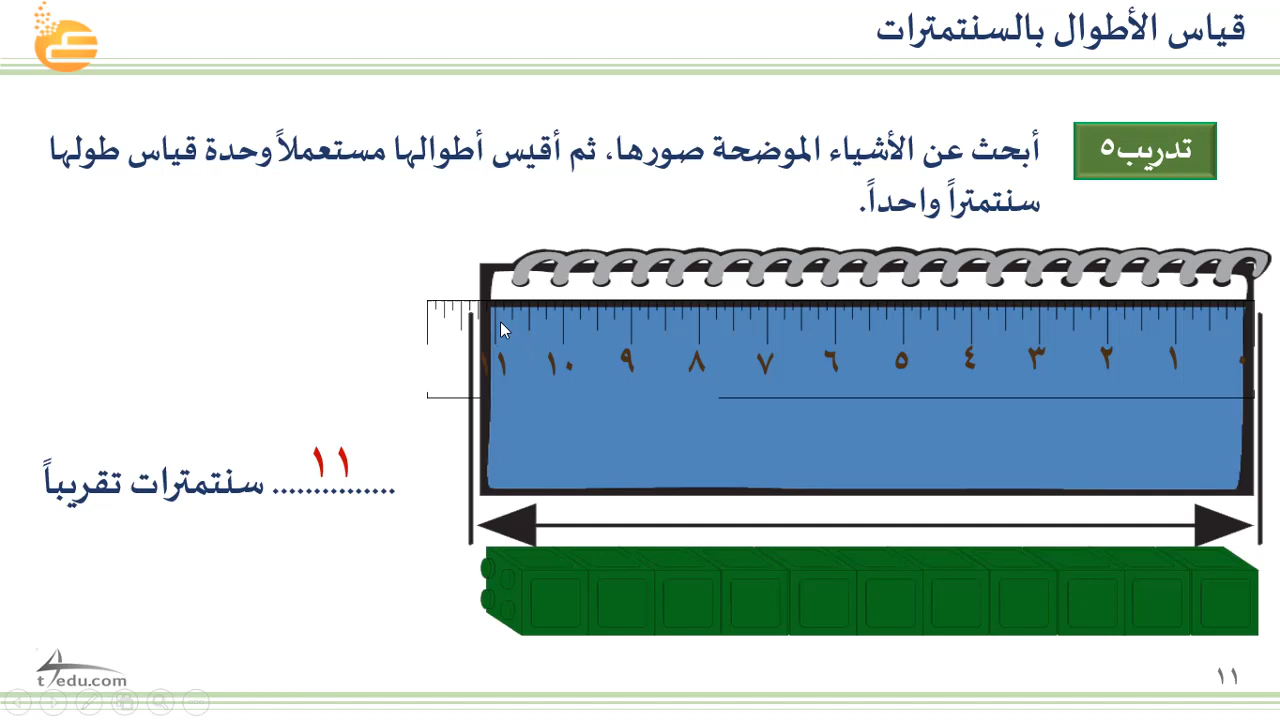 قياس الأطوال بالسنتمترات
تدريب٥
أبحث عن الأشياء الموضحة صورها، ثم أقيس أطوالها مستعملاً وحدة قياس طولها
سنتمتراً واحداً.
٠ ١ ٢ ٣ ٤ ٥ ٦ ٧ ٨ ٩ ١٠ ١١
١١
............... سنتمترات تقريباً
t4edu.com
١١